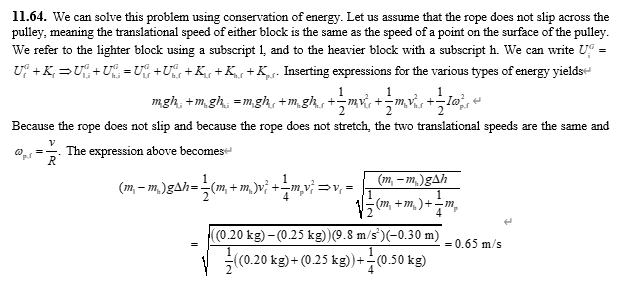 11.64. We can solve this problem using conservation of energy. Let us assume that the rope does not slip across the
pulley, meaning the translational speed of either block is the same as the speed of a point on the surface of the pulley.
We refer to the lighter block using a subscript l, and to the heavier block with a subscript h. We can write U_i^G =
U_f^G + K_f ⇒ U_{l,i}^G + U_{h,i}^G = U_{l,f}^G + U_{h,f}^G + K_{l,f} + K_{h,f} + K_{p,f}. Inserting expressions for the various types of energy yields↵
m_l gh_{l,i} + m_h gh_{h,i} = m_l gh_{l,f} + m_h gh_{h,f} + 1/2 m_l v_{l,f}^2 + 1/2 m_h v_{h,f}^2 + 1/2 Iω_{p,f}^2 ↵
Because the rope does not slip and because the rope does not stretch, the two translational speeds are the same and
ω_{p,f} = v/R. The expression above becomes↵
(m_l − m_h)gΔh = 1/2 (m_l + m_h)v_f^2 + 1/4 m_p v_f^2 ⇒ v_f = √((m_l − m_h)gΔh / (1/2 (m_l + m_h) + 1/4 m_p))
= √(((0.20 kg) − (0.25 kg))(9.8 m/s²)(−0.30 m) / (1/2 ((0.20 kg) + (0.25 kg)) + 1/4 (0.50 kg))) = 0.65 m/s ↵